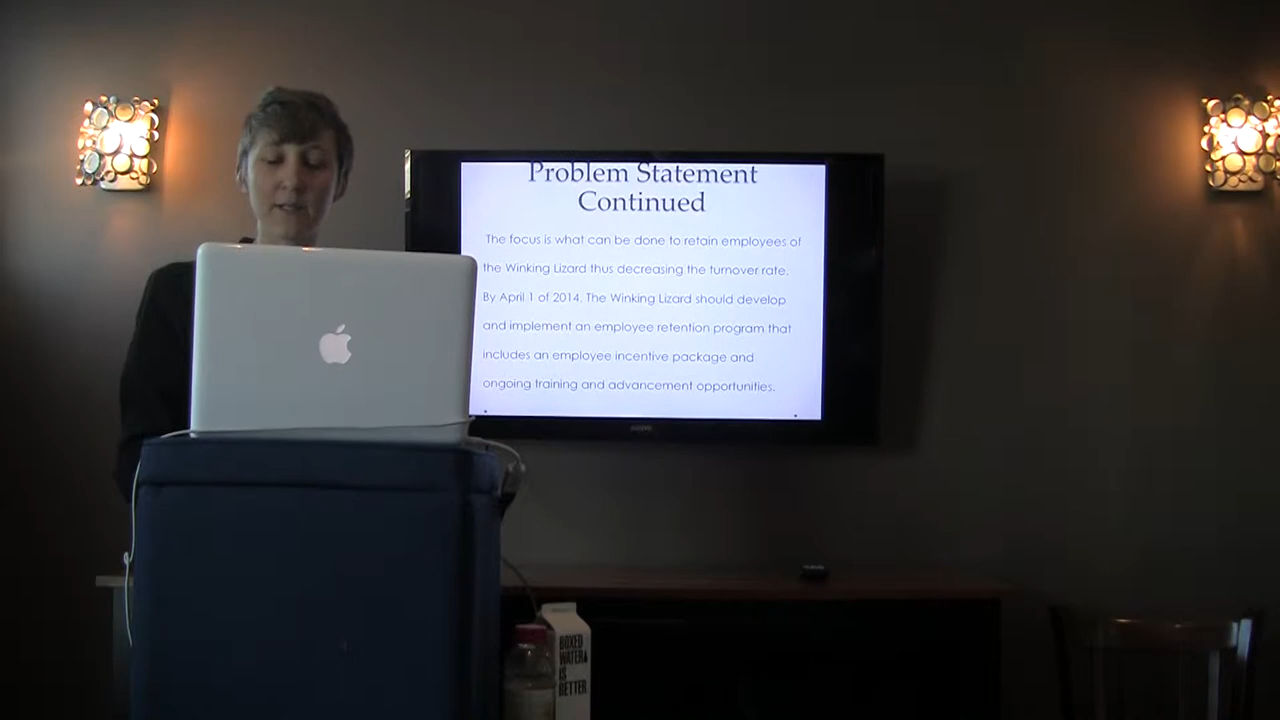 Problem Statement
Continued
The focus is what can be done to retain employees of
the Winking Lizard thus decreasing the turnover rate.
By April 1 of 2014, The Winking Lizard should develop
and implement an employee retention program that
includes an employee incentive package and
ongoing training and advancement opportunities.
BOXED
WATER
IS
BETTER.